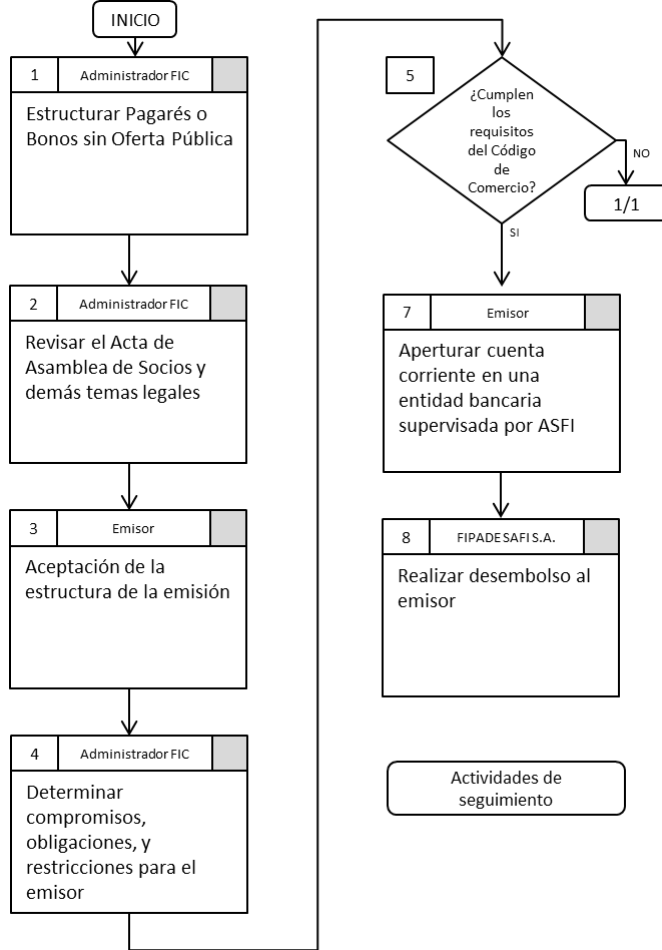 INICIO
1
Administrador FIC
Estructurar Pagarés o
Bonos sin Oferta Pública
2
Administrador FIC
Revisar el Acta de
Asamblea de Socios y
demás temas legales
3
Emisor
Aceptación de la
estructura de la emisión
4
Administrador FIC
Determinar
compromisos,
obligaciones, y
restricciones para el
emisor
5
¿Cumplen
los
requisitos
del Código
de
Comercio?
NO
1/1
SI
7
Emisor
Aperturar cuenta
corriente en una
entidad bancaria
supervisada por ASFI
8
FIPADE SAFI S.A.
Realizar desembolso al
emisor
Actividades de
seguimiento